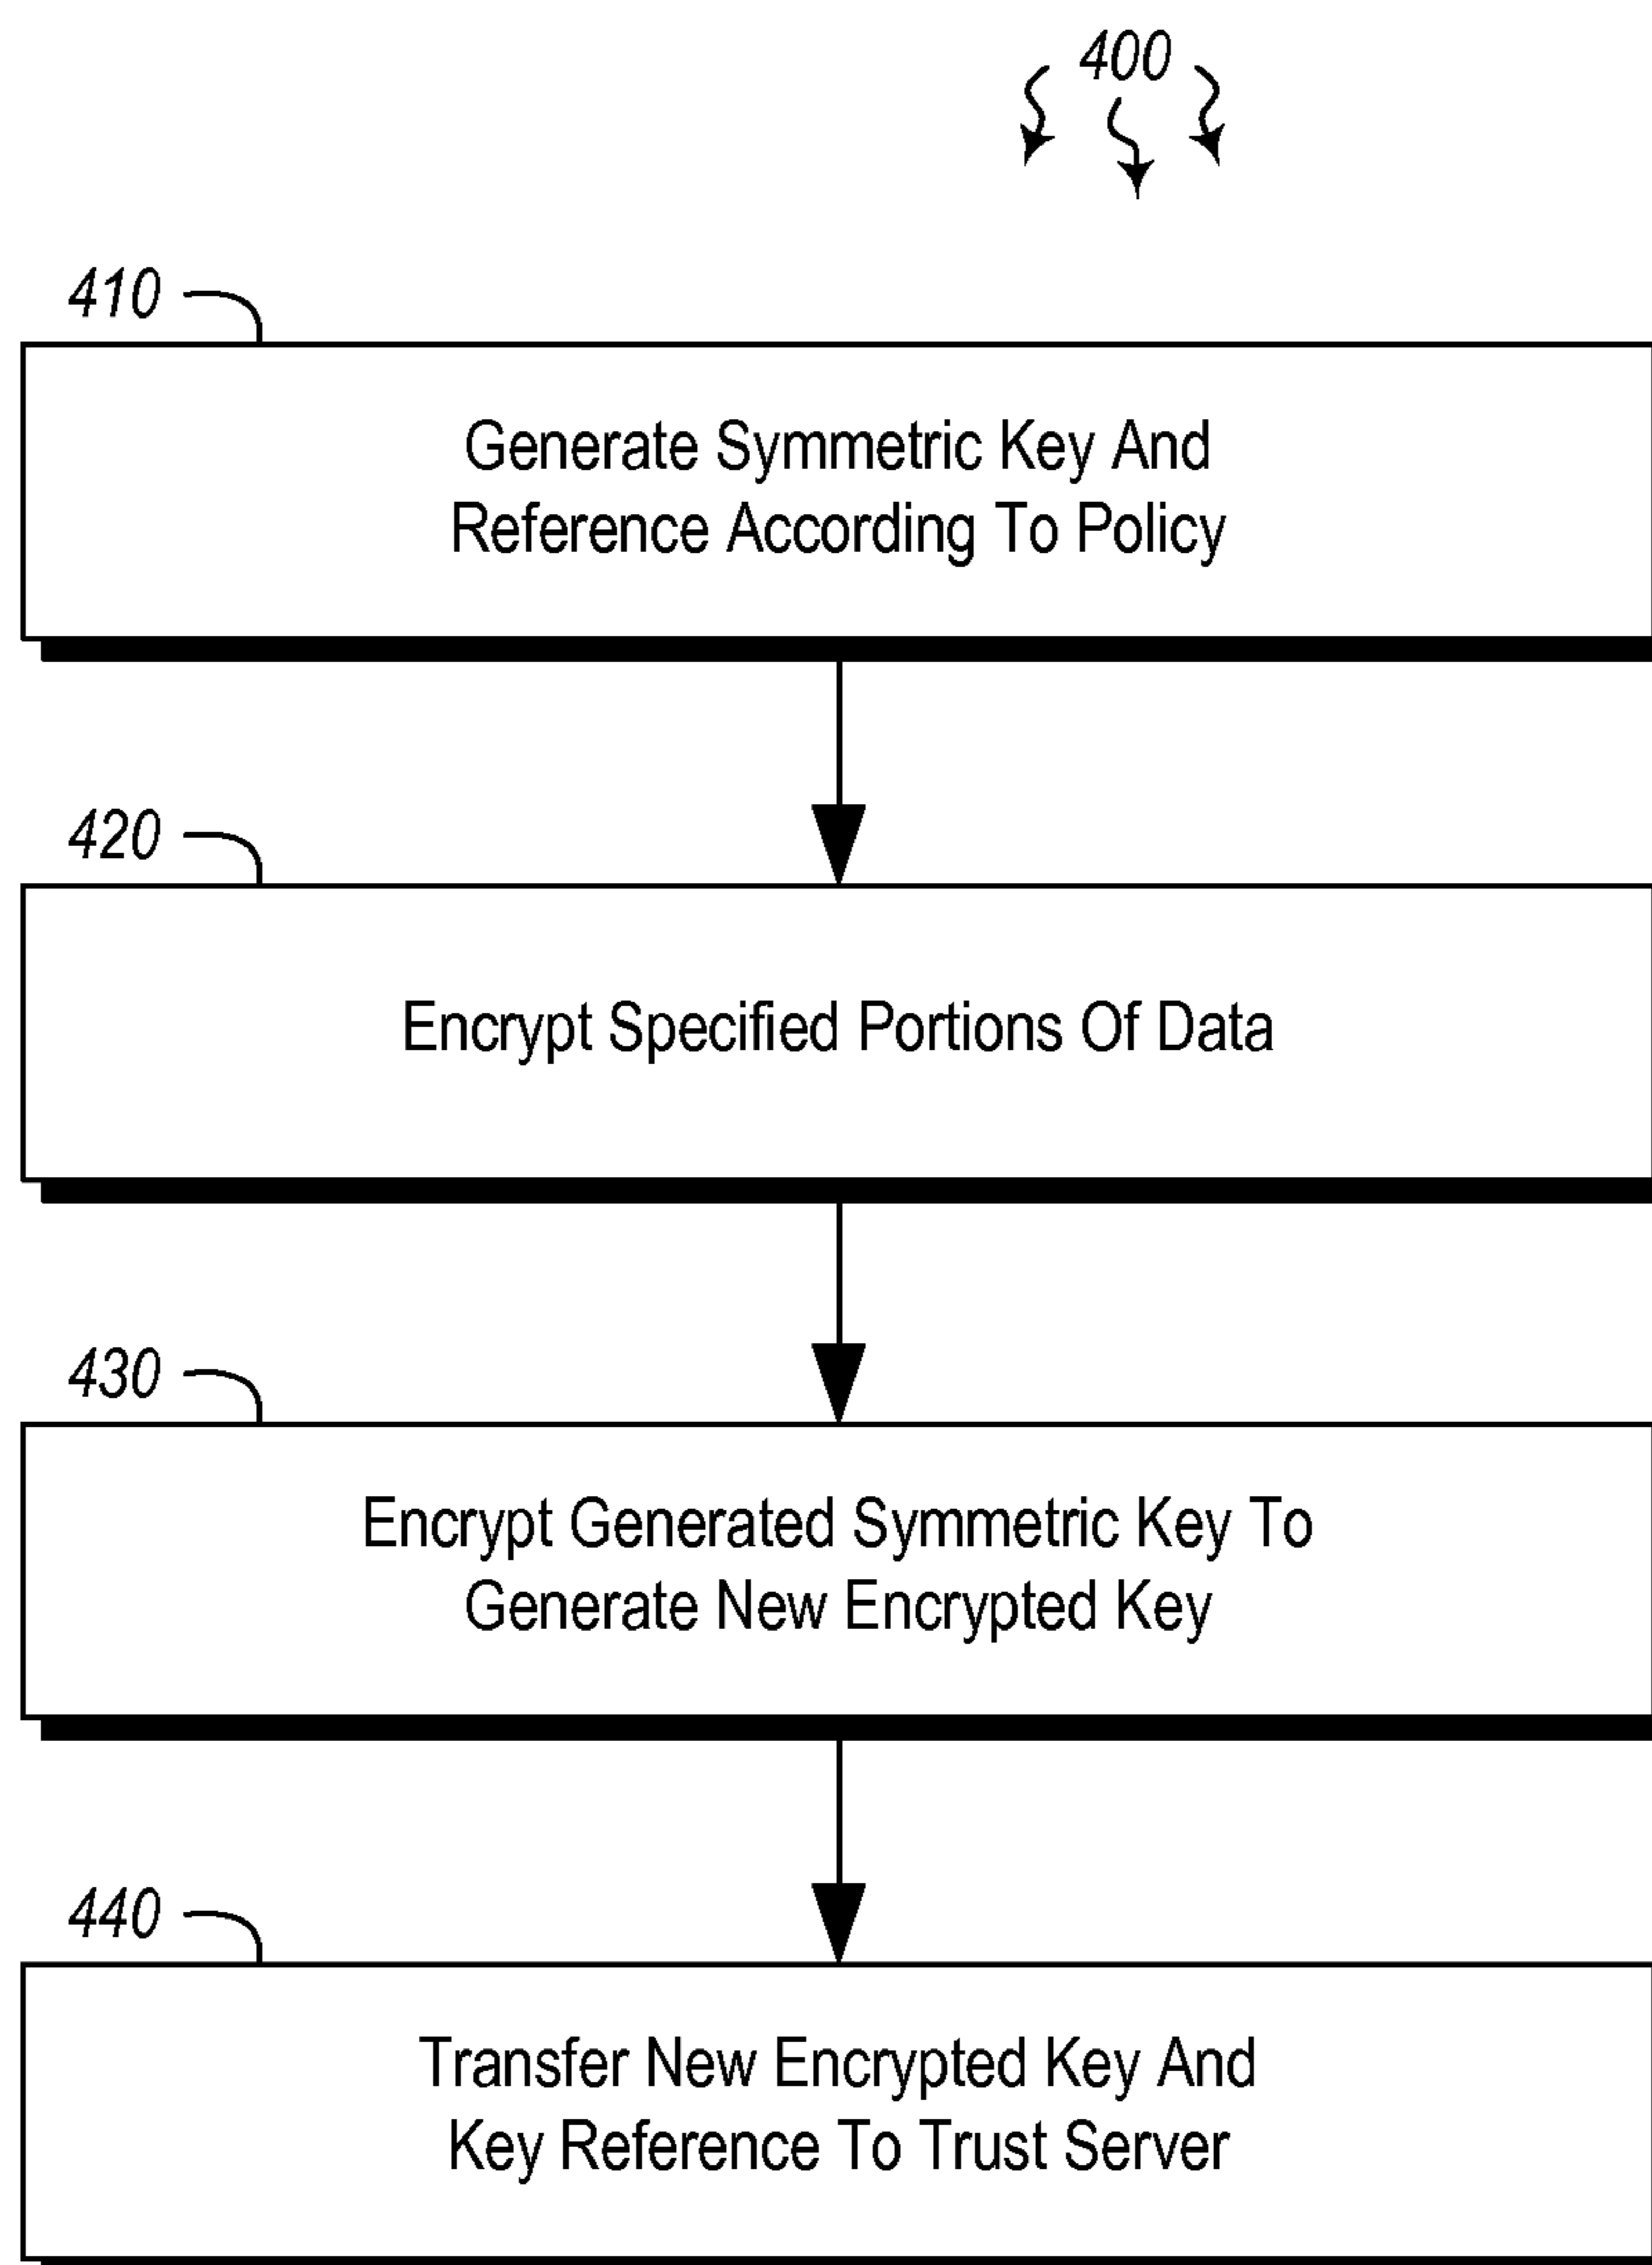 400
410
Generate Symmetric Key And
Reference According To Policy
420
Encrypt Specified Portions Of Data
430
Encrypt Generated Symmetric Key To
Generate New Encrypted Key
440
Transfer New Encrypted Key And
Key Reference To Trust Server